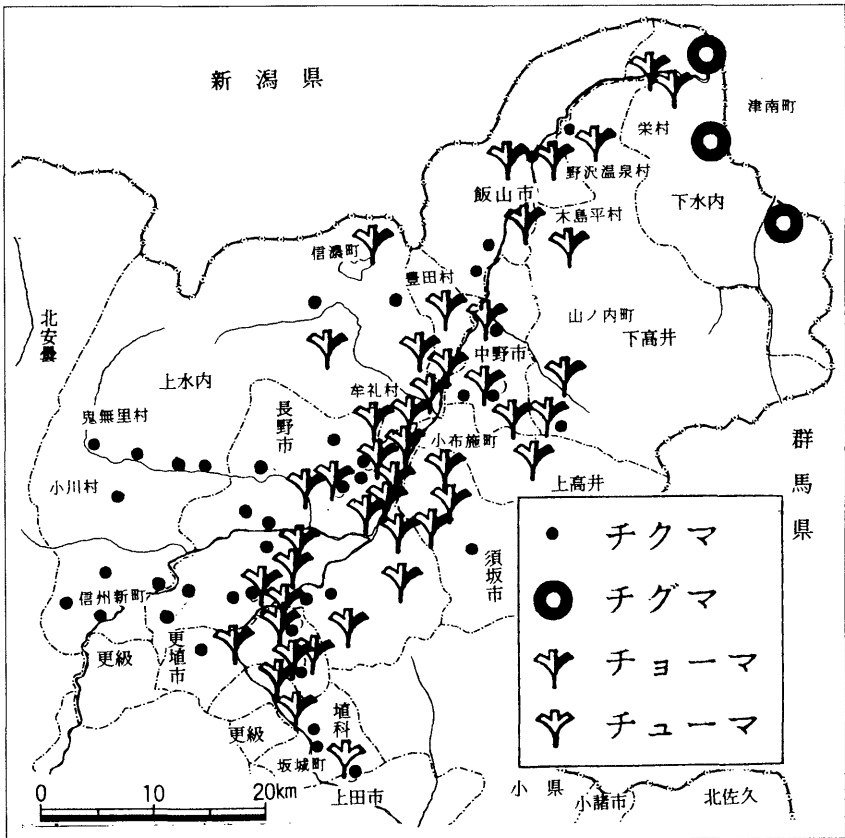 新潟県
津南町
栄村
野沢温泉村
飯山市
下水内
木島平村
信濃町
豊田村
北安曇
山ノ内町
下高井
中野市
上水内
牟礼村
鬼無里村
長野市
小布施町
群馬県
小川村
上高井
須坂市
信州新町
更埴市
更級
埴科
更級
坂城町
上田市
小県
小諸市
北佐久
チクマ
チグマ
チョーマ
チューマ
0 10 20km